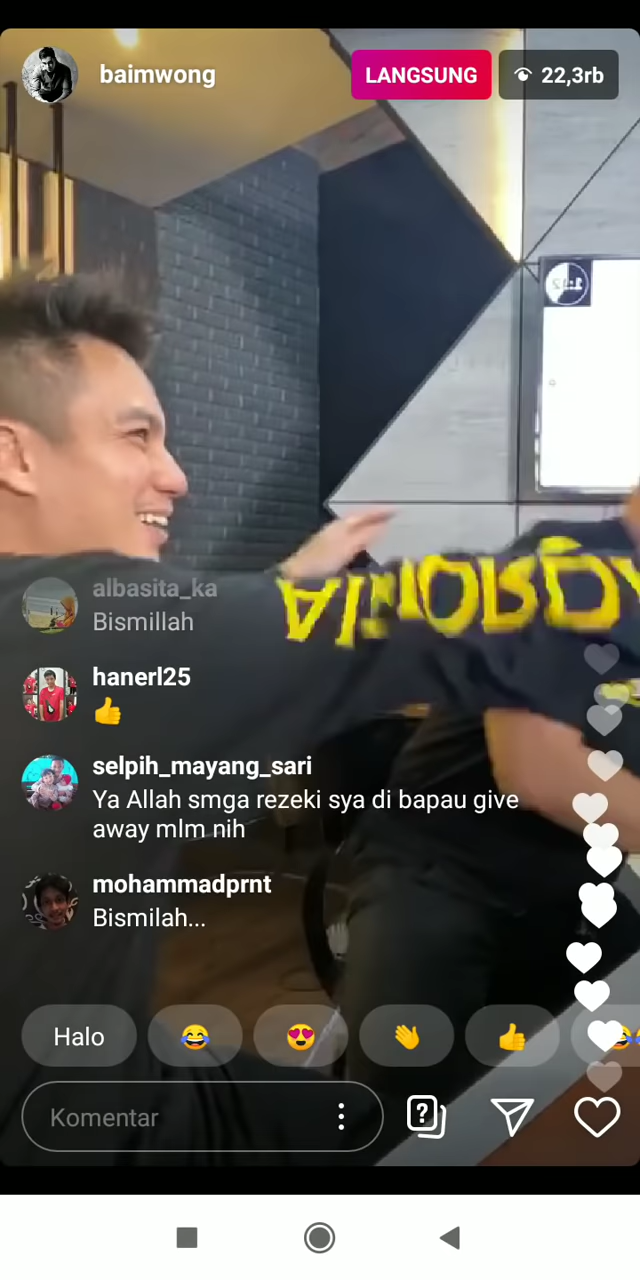 baimwong
LANGSUNG
22,3rb
albasita_ka
Bismillah
hanerl25
selpih_mayang_sari
Ya Allah smga rezeki sya di bapau give
away mlm nih
mohammadprnt
Bismilah...
Halo
Komentar